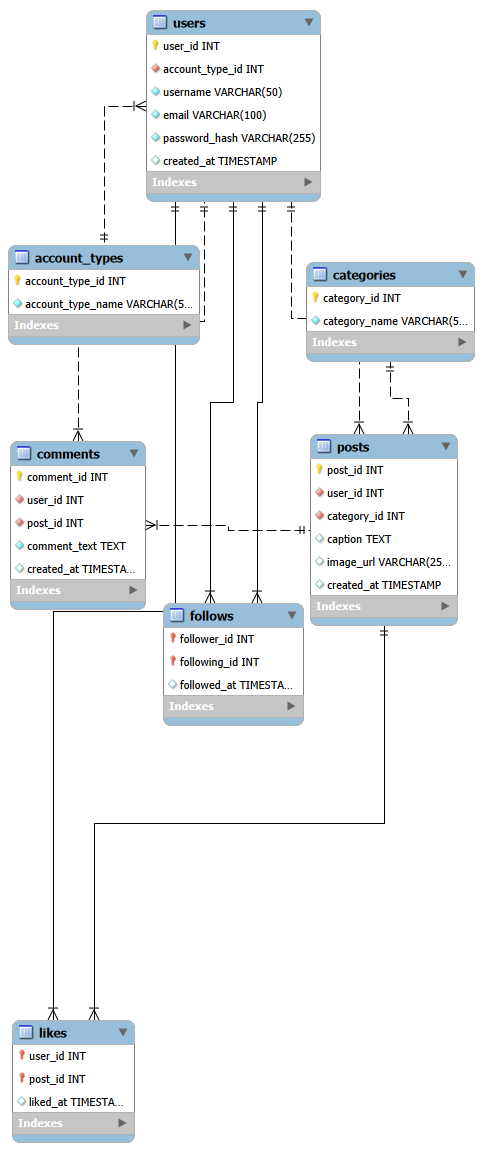 users
user_id INT
account_type_id INT
username VARCHAR(50)
email VARCHAR(100)
password_hash VARCHAR(255)
created_at TIMESTAMP
Indexes
account_types
account_type_id INT
account_type_name VARCHAR(5...
Indexes
categories
category_id INT
category_name VARCHAR(5...
Indexes
comments
comment_id INT
user_id INT
post_id INT
comment_text TEXT
created_at TIMESTA...
Indexes
posts
post_id INT
user_id INT
category_id INT
caption TEXT
image_url VARCHAR(25...
created_at TIMESTAMP
Indexes
follows
follower_id INT
following_id INT
followed_at TIMESTA...
Indexes
likes
user_id INT
post_id INT
liked_at TIMESTA...
Indexes